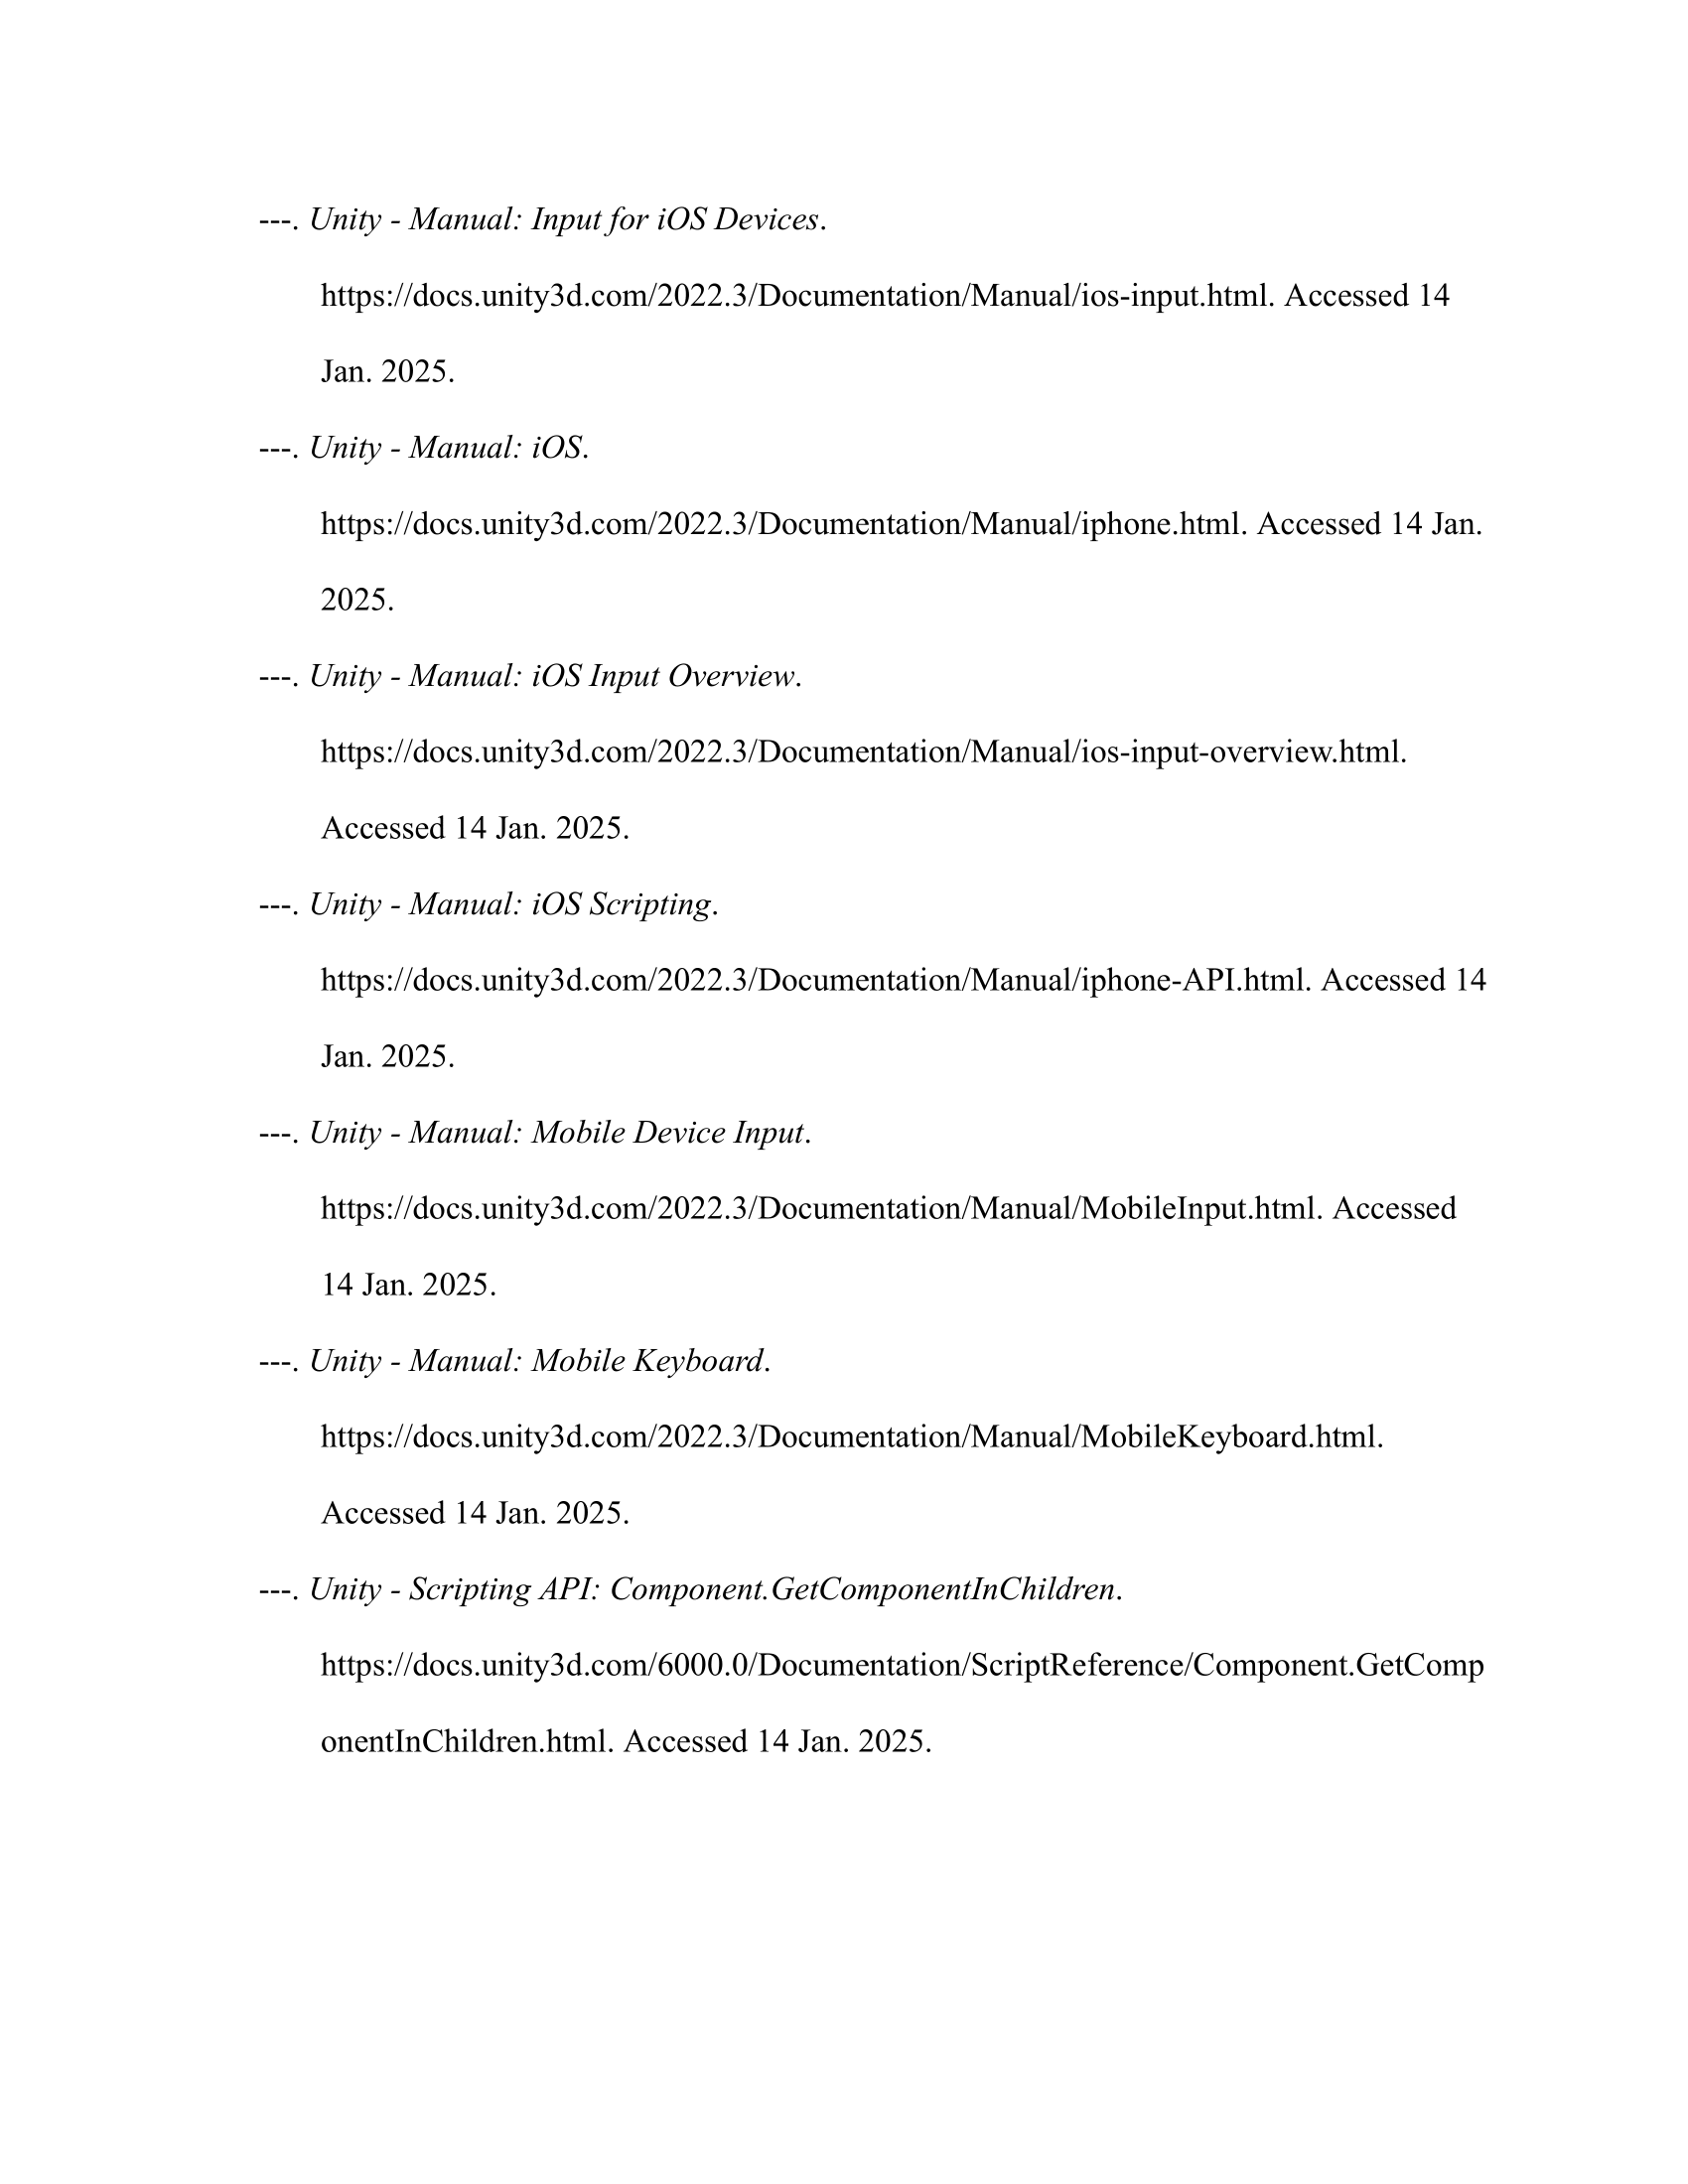 ---. Unity - Manual: Input for iOS Devices.
https://docs.unity3d.com/2022.3/Documentation/Manual/ios-input.html. Accessed 14
Jan. 2025.
---. Unity - Manual: iOS.
https://docs.unity3d.com/2022.3/Documentation/Manual/iphone.html. Accessed 14 Jan.
2025.
---. Unity - Manual: iOS Input Overview.
https://docs.unity3d.com/2022.3/Documentation/Manual/ios-input-overview.html.
Accessed 14 Jan. 2025.
---. Unity - Manual: iOS Scripting.
https://docs.unity3d.com/2022.3/Documentation/Manual/iphone-API.html. Accessed 14
Jan. 2025.
---. Unity - Manual: Mobile Device Input.
https://docs.unity3d.com/2022.3/Documentation/Manual/MobileInput.html. Accessed
14 Jan. 2025.
---. Unity - Manual: Mobile Keyboard.
https://docs.unity3d.com/2022.3/Documentation/Manual/MobileKeyboard.html.
Accessed 14 Jan. 2025.
---. Unity - Scripting API: Component.GetComponentInChildren.
https://docs.unity3d.com/6000.0/Documentation/ScriptReference/Component.GetComp
onentInChildren.html. Accessed 14 Jan. 2025.